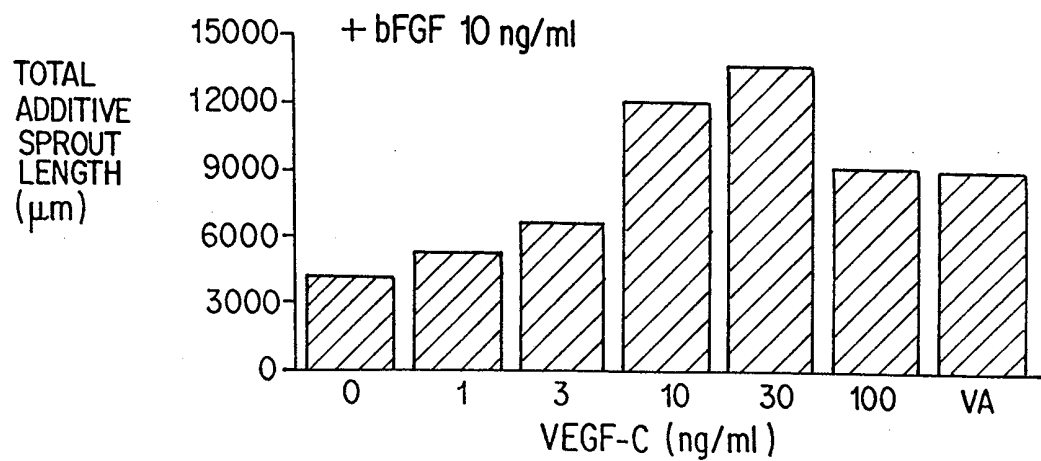 + bFGF 10 ng/ml
TOTAL
ADDITIVE
SPROUT
LENGTH
(μm)
15000
12000
9000
6000
3000
0
0 1 3 10 30 100 VA
VEGF-C (ng/ml)